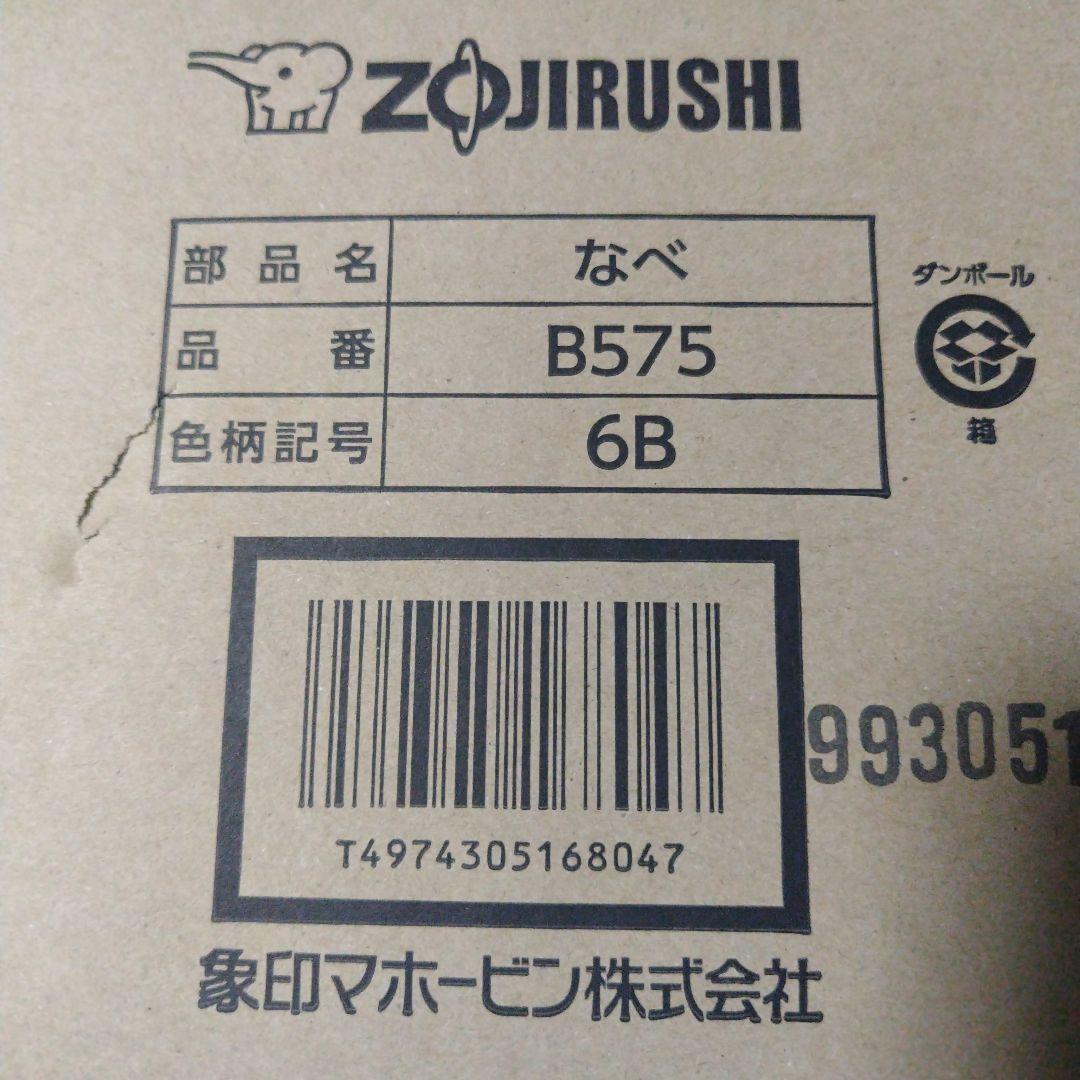 ZOJIRUSHI
部品名 なべ
品番 B575
色柄記号 6B
ダンボール
箱
T4974305168047
993051
象印マホービン株式会社